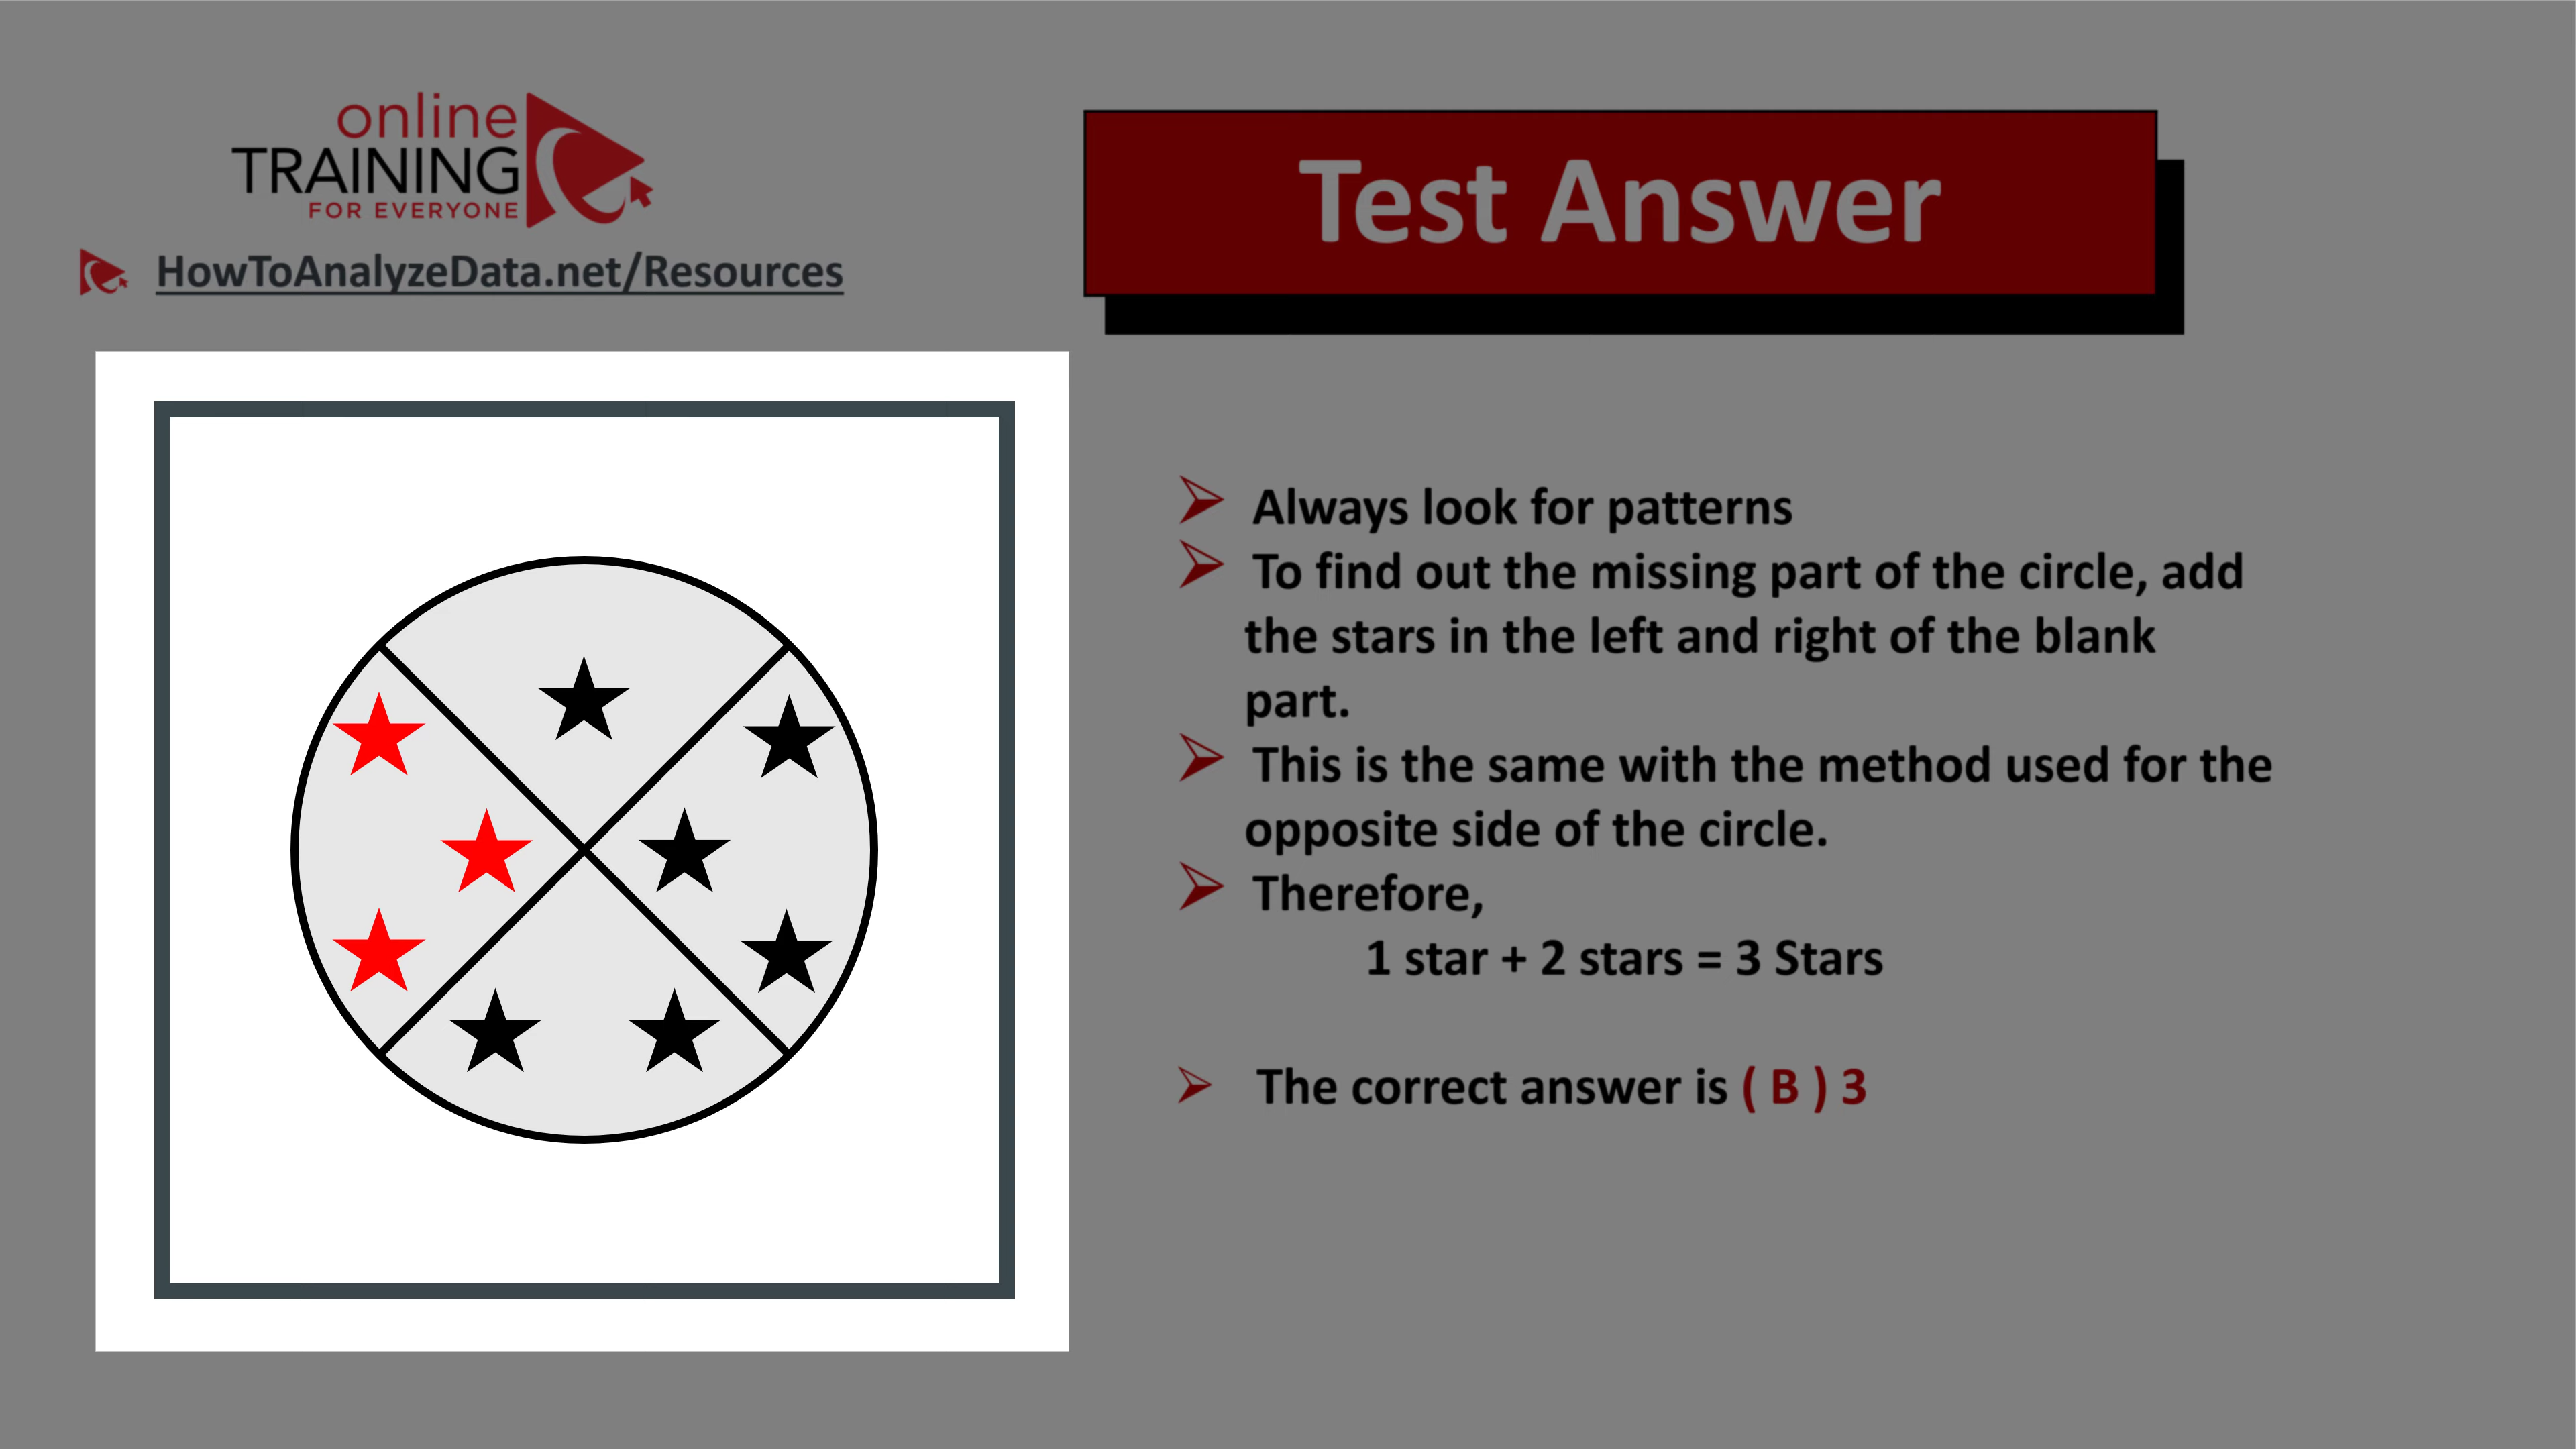 online
TRAINING
FOR EVERYONE
HowToAnalyzeData.net/Resources
Test Answer
Always look for patterns
To find out the missing part of the circle, add
the stars in the left and right of the blank
part.
This is the same with the method used for the
opposite side of the circle.
Therefore,
1 star + 2 stars = 3 Stars
The correct answer is ( B ) 3